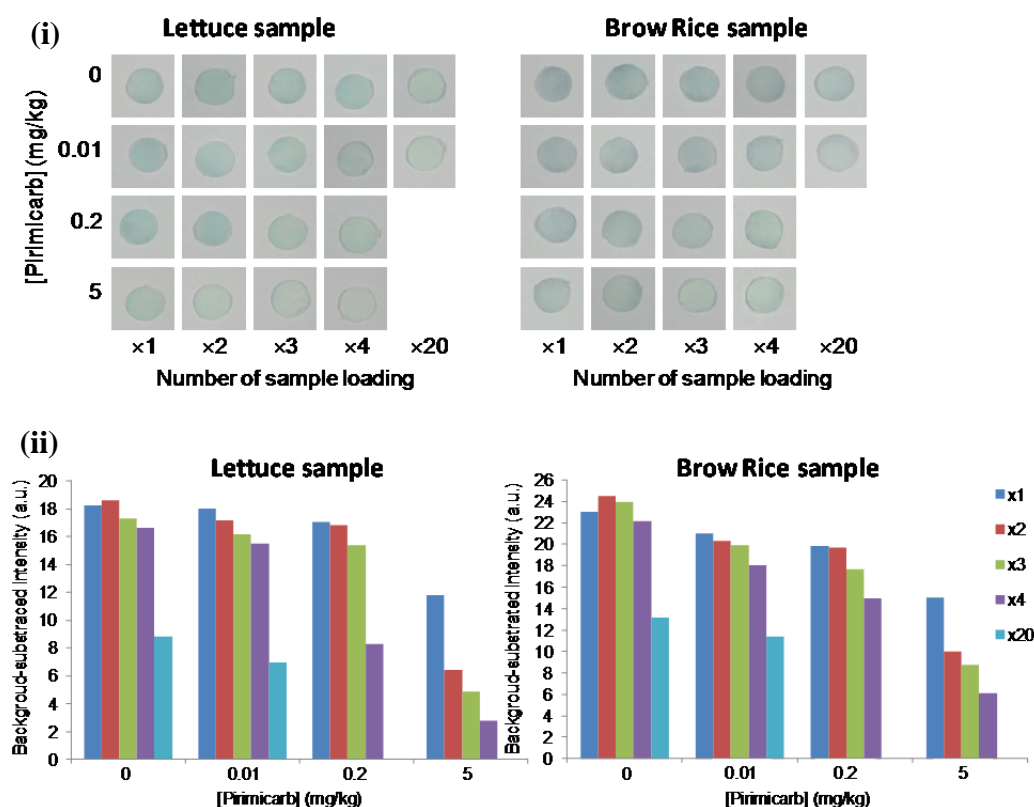 (i)
Lettuce sample
Brow Rice sample
[Pirimicarb] (mg/kg)
0
0.01
0.2
5
×1 ×2 ×3 ×4 ×20
×1 ×2 ×3 ×4 ×20
Number of sample loading
Number of sample loading
(ii)
Lettuce sample
Backgroud-substraced Intensity (a.u.)
20
18
16
14
12
10
8
6
4
2
0
0 0.01 0.2 5
[Pirimicarb] (mg/kg)
Brow Rice sample
Backgroud-substrated Intensity (a.u.)
26
24
22
20
18
16
14
12
10
8
6
4
2
0
0 0.01 0.2 5
[Pirimicarb] (mg/kg)
x1
x2
x3
x4
x20